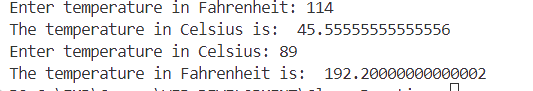 Enter temperature in Fahrenheit: 114
The temperature in Celsius is:  45.55555555555556
Enter temperature in Celsius: 89
The temperature in Fahrenheit is:  192.20000000000002